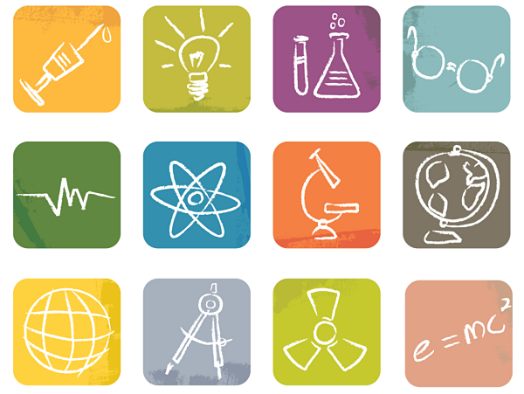 e = mc²